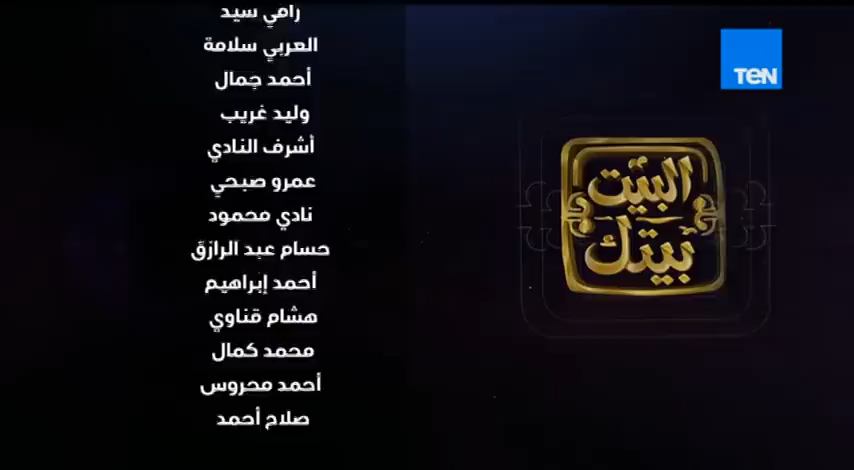 رامي سيد
العربي سلامة
أحمد جمال
وليد غريب
أشرف النادي
عمرو صبحي
نادي محمود
حسام عبد الرازق
أحمد إبراهيم
هشام قناوي
محمد كمال
أحمد محروس
صلاح أحمد
TEN
البيت
بيتك